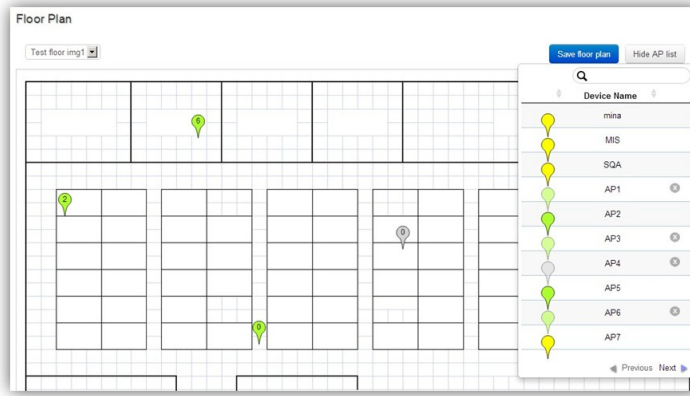 Floor Plan
Test floor img1
Save floor plan
Hide AP list
Device Name
mina
MIS
SQA
AP1
AP2
AP3
AP4
AP5
AP6
AP7
Previous Next
6
2
0
0